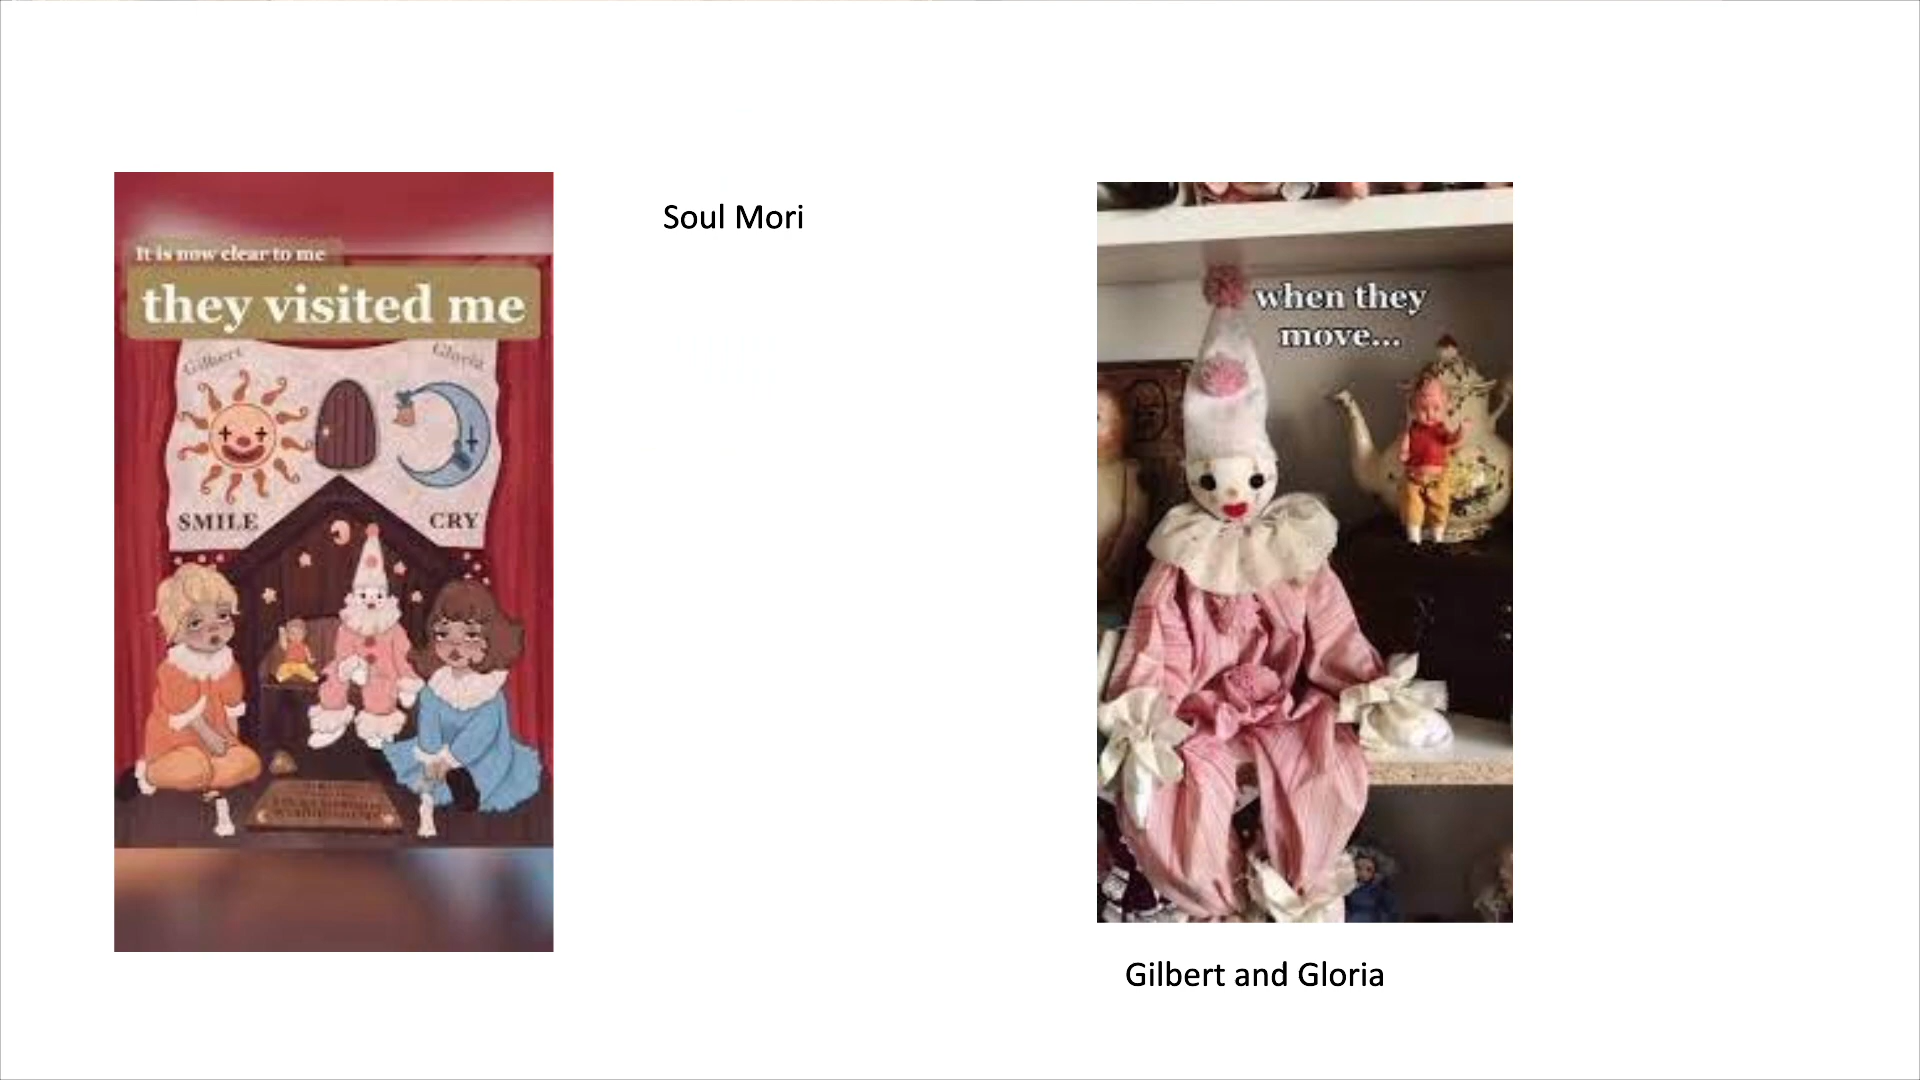 It is now clear to me
they visited me
Gilbert
Gloria
SMILE
CRY
Soul Mori
when they
move...
Gilbert and Gloria